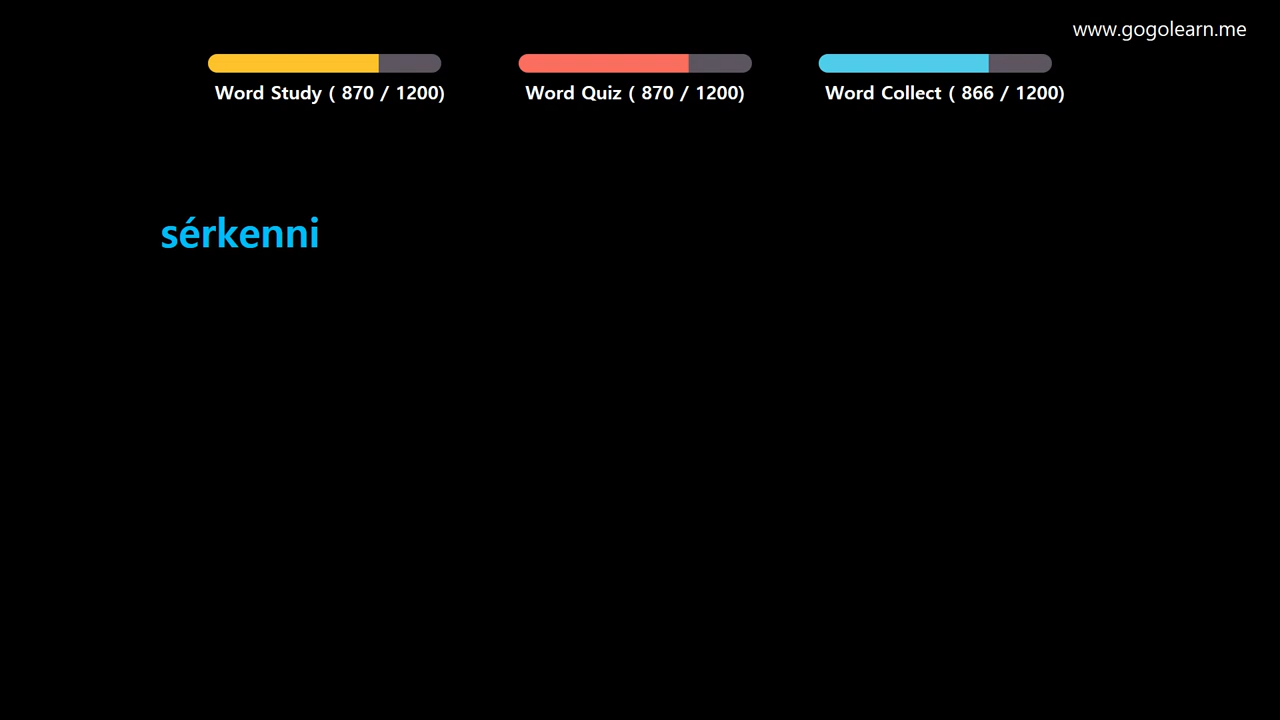 www.gogolearn.me
Word Study ( 870 / 1200)
Word Quiz ( 870 / 1200)
Word Collect ( 866 / 1200)
sérkenni